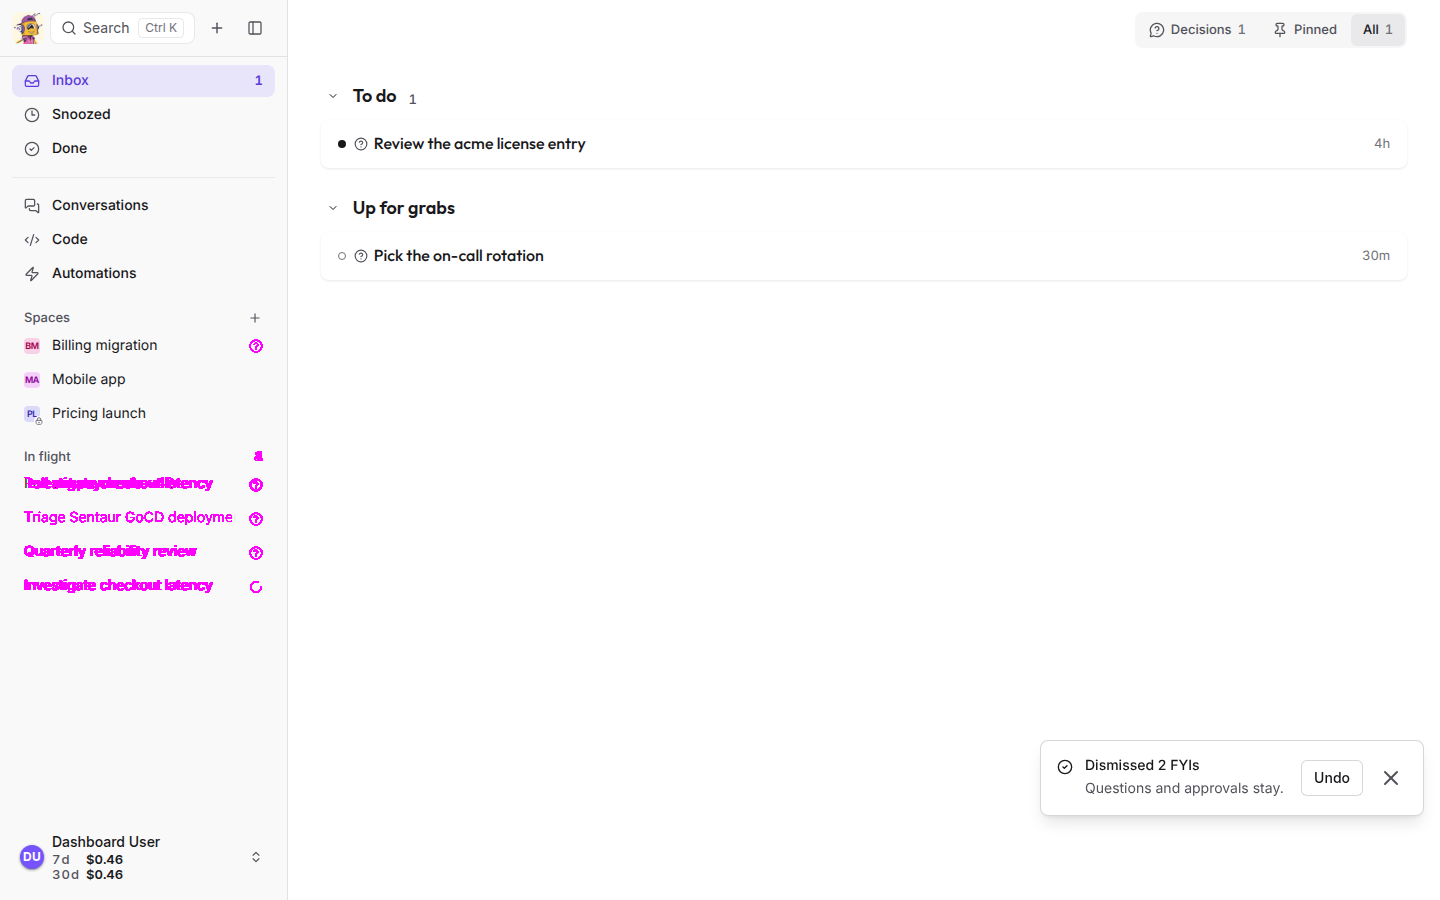 Search Ctrl K
Inbox 1
Snoozed
Done
Conversations
Code
Automations
Spaces
BM Billing migration
MA Mobile app
PL Pricing launch
In flight
Triage Sentaur GoCD deployme
Quarterly reliability review
Investigate checkout latency
DU Dashboard User
7d $0.46
30d $0.46
Decisions 1 Pinned All 1
To do 1
Review the acme license entry 4h
Up for grabs
Pick the on-call rotation 30m
Dismissed 2 FYIs
Questions and approvals stay.
Undo